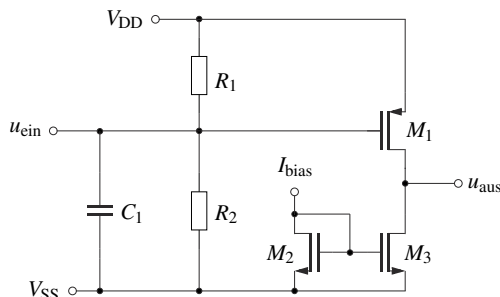 V_DD
R_1
u_ein
M_1
I_bias
u_aus
C_1
R_2
M_2
M_3
V_SS